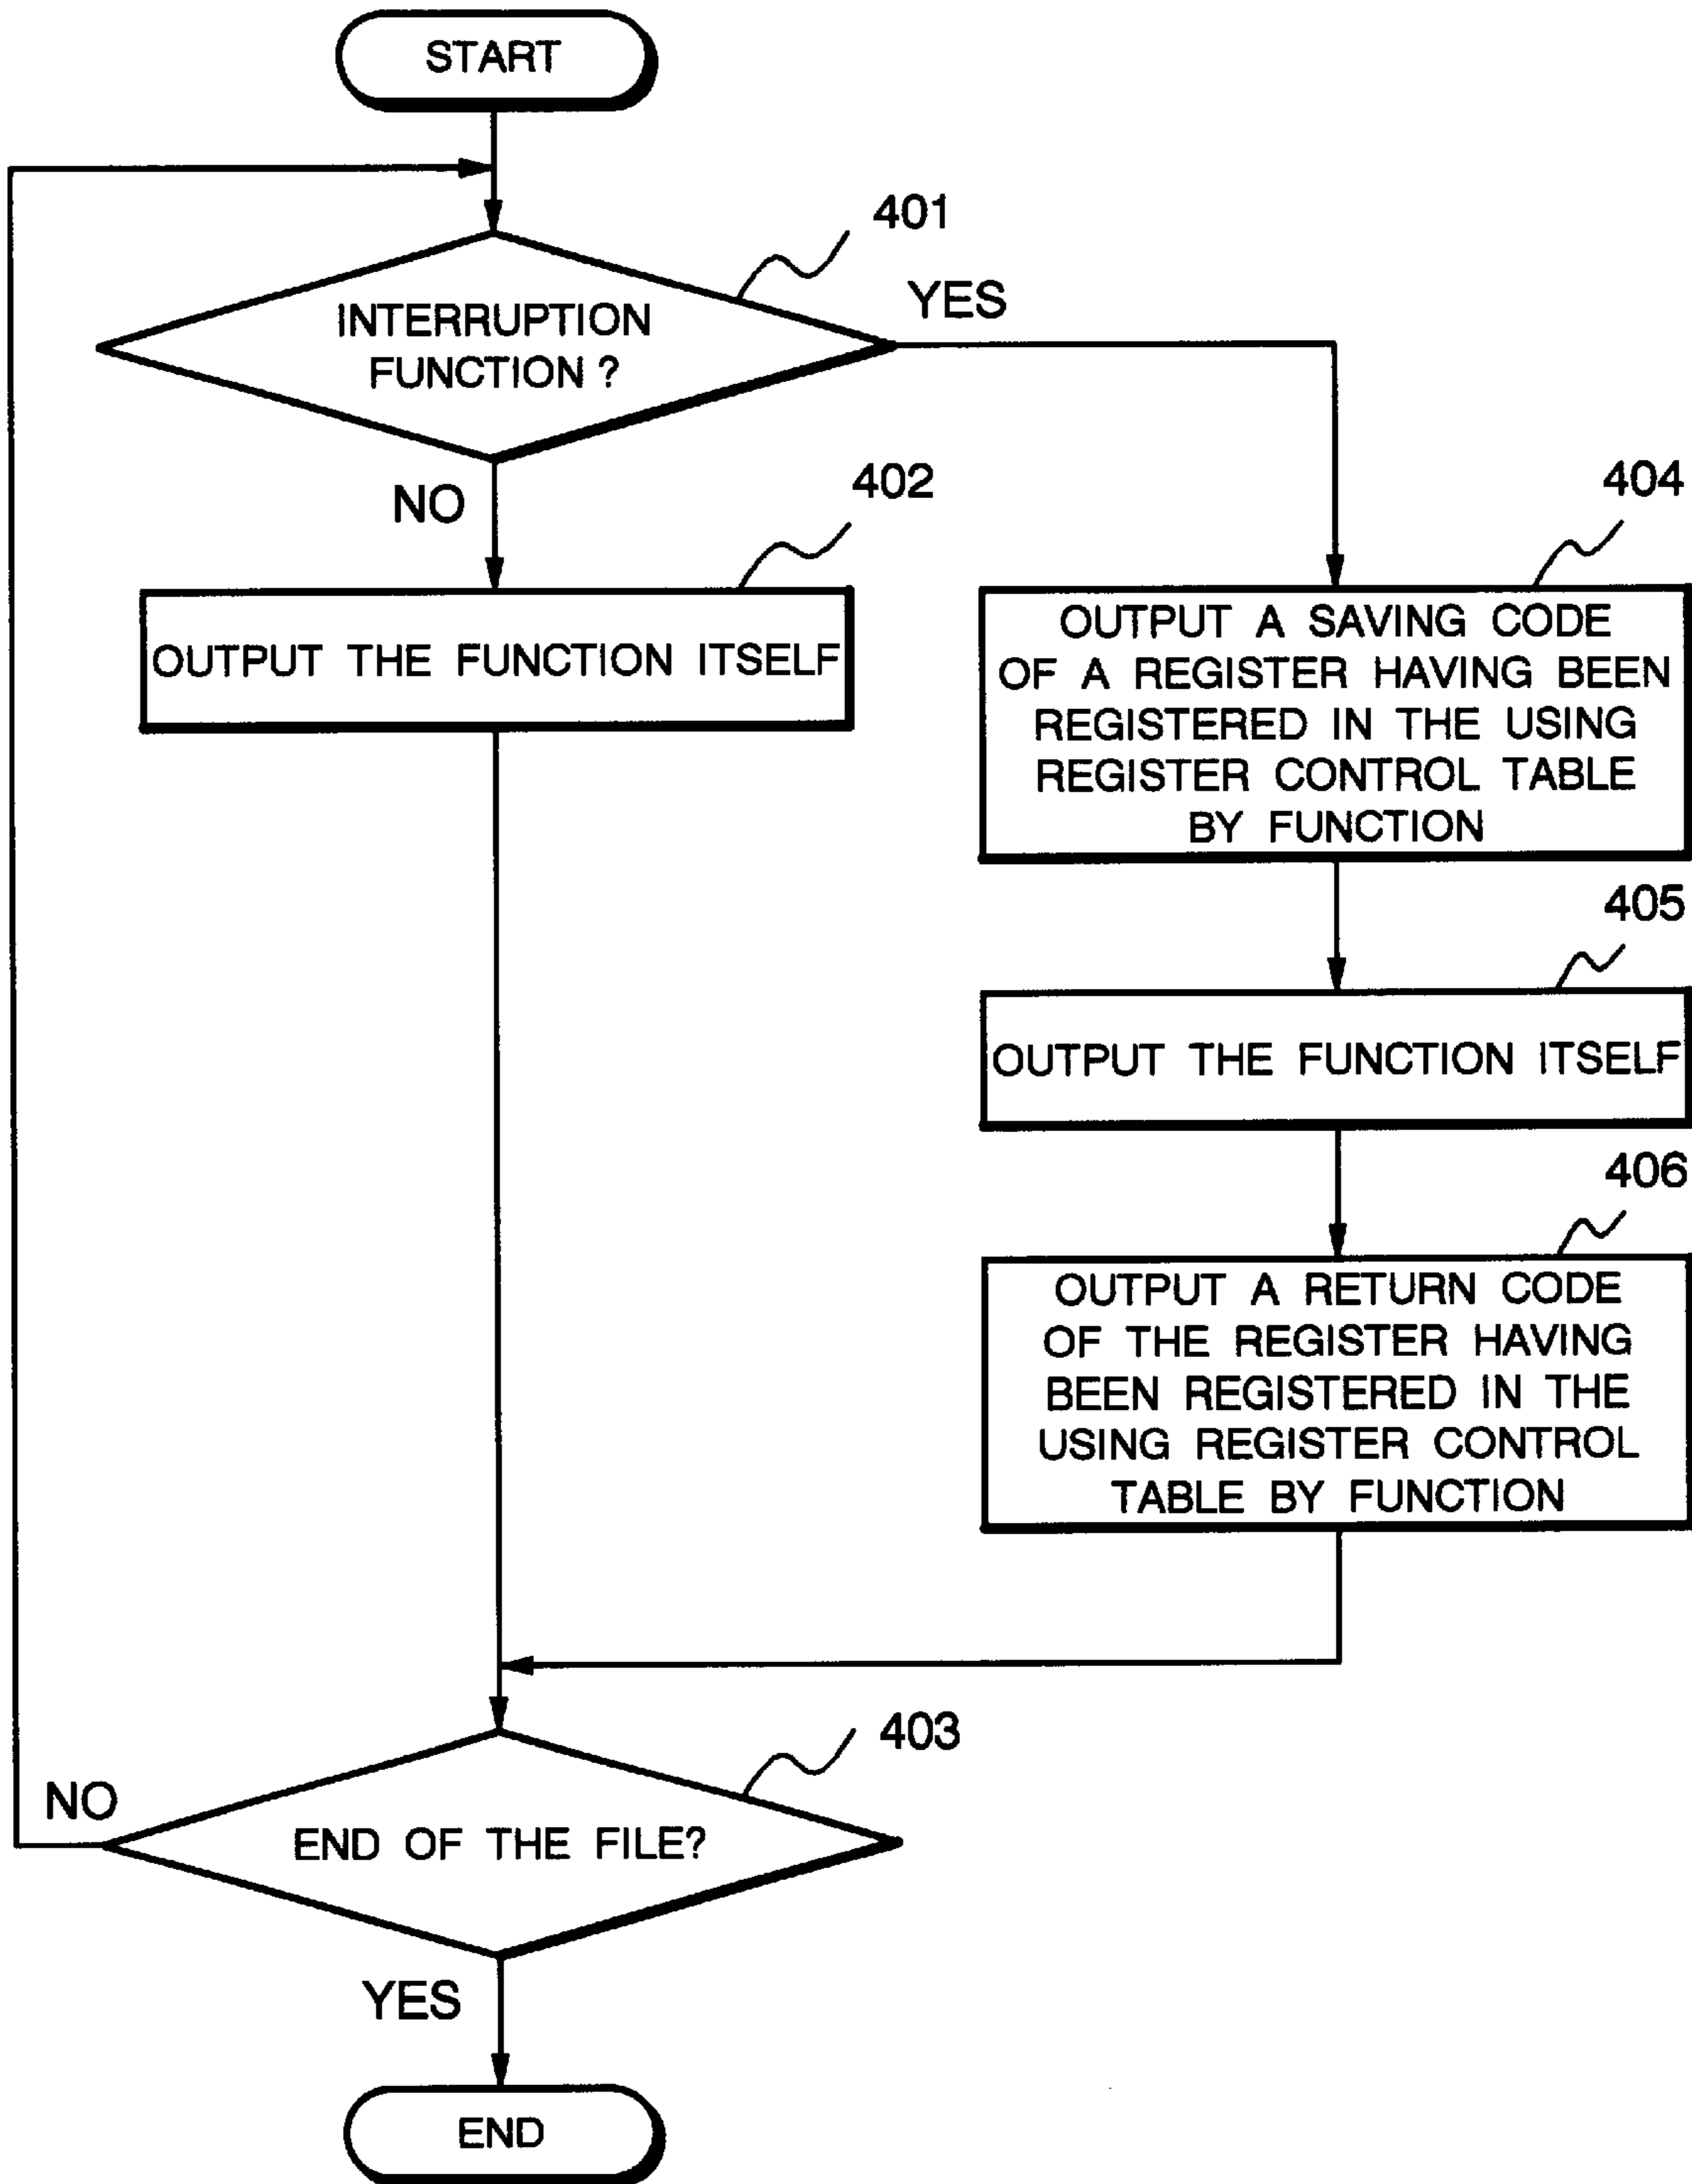 START
401
INTERRUPTION
FUNCTION ?
YES
NO
402
OUTPUT THE FUNCTION ITSELF
404
OUTPUT A SAVING CODE
OF A REGISTER HAVING BEEN
REGISTERED IN THE USING
REGISTER CONTROL TABLE
BY FUNCTION
405
OUTPUT THE FUNCTION ITSELF
406
OUTPUT A RETURN CODE
OF THE REGISTER HAVING
BEEN REGISTERED IN THE
USING REGISTER CONTROL
TABLE BY FUNCTION
403
NO
END OF THE FILE?
YES
END